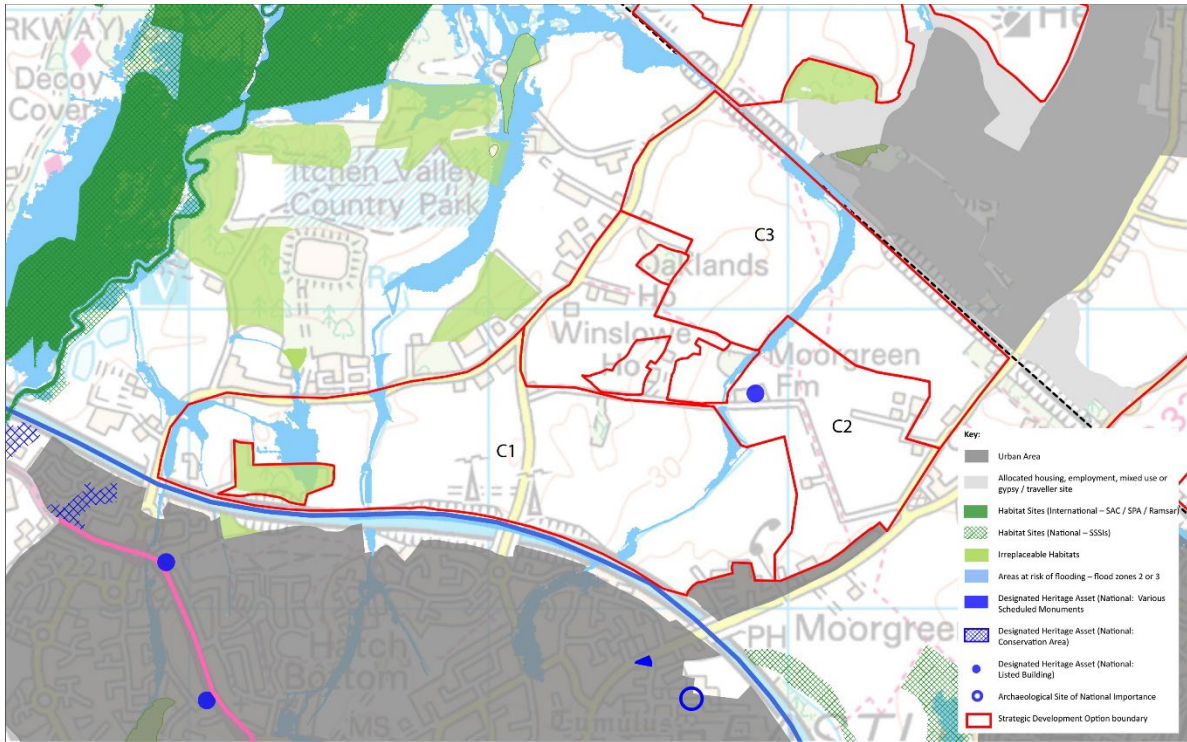 RKWAY)
Decoy
Cover
Itchen Valley
Country Park
C3
Oaklands
Ho
Winslowe
Ho
Moorgreen
Fm
C1
C2
30
PH
Moorgree
MS
Tumulus
Key:
Urban Area
Allocated housing, employment, mixed use or
gypsy / traveller site
Habitat Sites (International – SAC / SPA / Ramsar)
Habitat Sites (National – SSSIs)
Irreplaceable Habitats
Areas at risk of flooding – flood zones 2 or 3
Designated Heritage Asset (National: Various
Scheduled Monuments
Designated Heritage Asset (National:
Conservation Area)
Designated Heritage Asset (National:
Listed Building)
Archaeological Site of National Importance
Strategic Development Option boundary